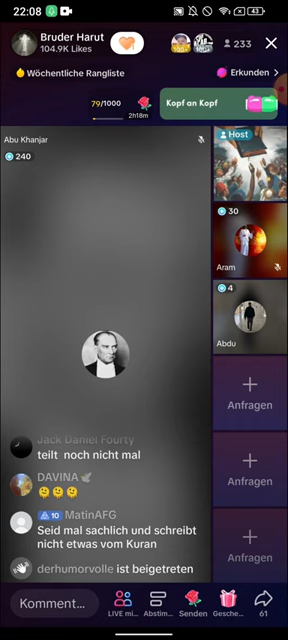 22:08
43
Bruder Harut
104.9K Likes
233
Wöchentliche Rangliste
Erkunden >
79/1000
2h18m
Kopf an Kopf
Abu Khanjar
240
Host
30
Aram
4
Abdu
Anfragen
Anfragen
Anfragen
Jack Daniel Fourty
teilt noch nicht mal
DAVINA🕊
🫠🫠🫠
10 MatinAFG
Seid mal sachlich und schreibt
nicht etwas vom Kuran
derhumorvolle ist beigetreten
Komment...
LIVE mi...
Abstim...
Senden
Gesche...
61